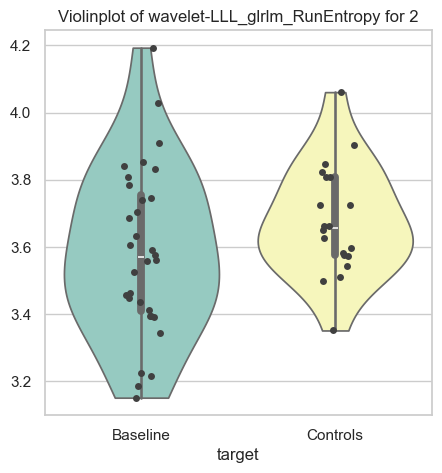 Violinplot of wavelet-LLL_glrlm_RunEntropy for 2
4.2
4.0
3.8
3.6
3.4
3.2
Baseline
Controls
target